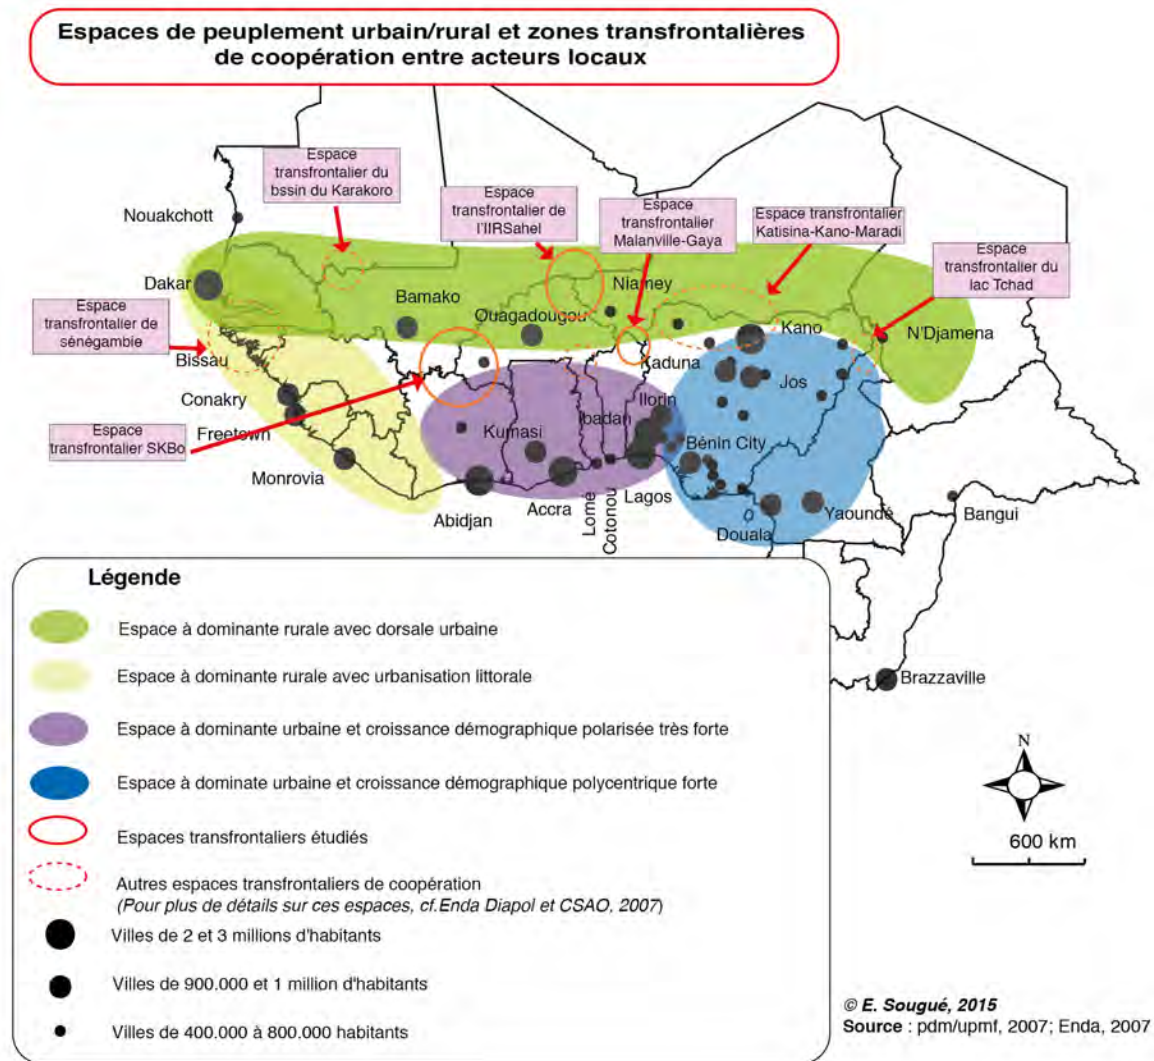 Espaces de peuplement urbain/rural et zones transfrontalières
de coopération entre acteurs locaux
Espace
transfrontalier du
bssin du Karakoro
Espace
transfrontalier de
l'IIRSahel
Espace
transfrontalier
Malanville-Gaya
Espace transfrontalier
Katisina-Kano-Maradi
Espace
transfrontalier du
lac Tchad
Nouakchott
Dakar
Espace
transfrontalier de
sénégambie
Bamako
Ouagadougou
Niamey
Kano
N'Djamena
Bissau
Kaduna
Jos
Conakry
Ilorin
Ibadan
Freetown
Kumasi
Bénin City
Espace
transfrontalier SKBo
Monrovia
Abidjan
Accra
Lome
Cotonou
Lagos
Douala
Yaoundé
Bangui
Brazzaville
Légende
Espace à dominante rurale avec dorsale urbaine
Espace à dominante rurale avec urbanisation littorale
Espace à dominante urbaine et croissance démographique polarisée très forte
Espace à dominate urbaine et croissance démographique polycentrique forte
Espaces transfrontaliers étudiés
Autres espaces transfrontaliers de coopération
(Pour plus de détails sur ces espaces, cf.Enda Diapol et CSAO, 2007)
Villes de 2 et 3 millions d'habitants
Villes de 900.000 et 1 million d'habitants
Villes de 400.000 à 800.000 habitants
N
600 km
© E. Sougué, 2015
Source : pdm/upmf, 2007; Enda, 2007